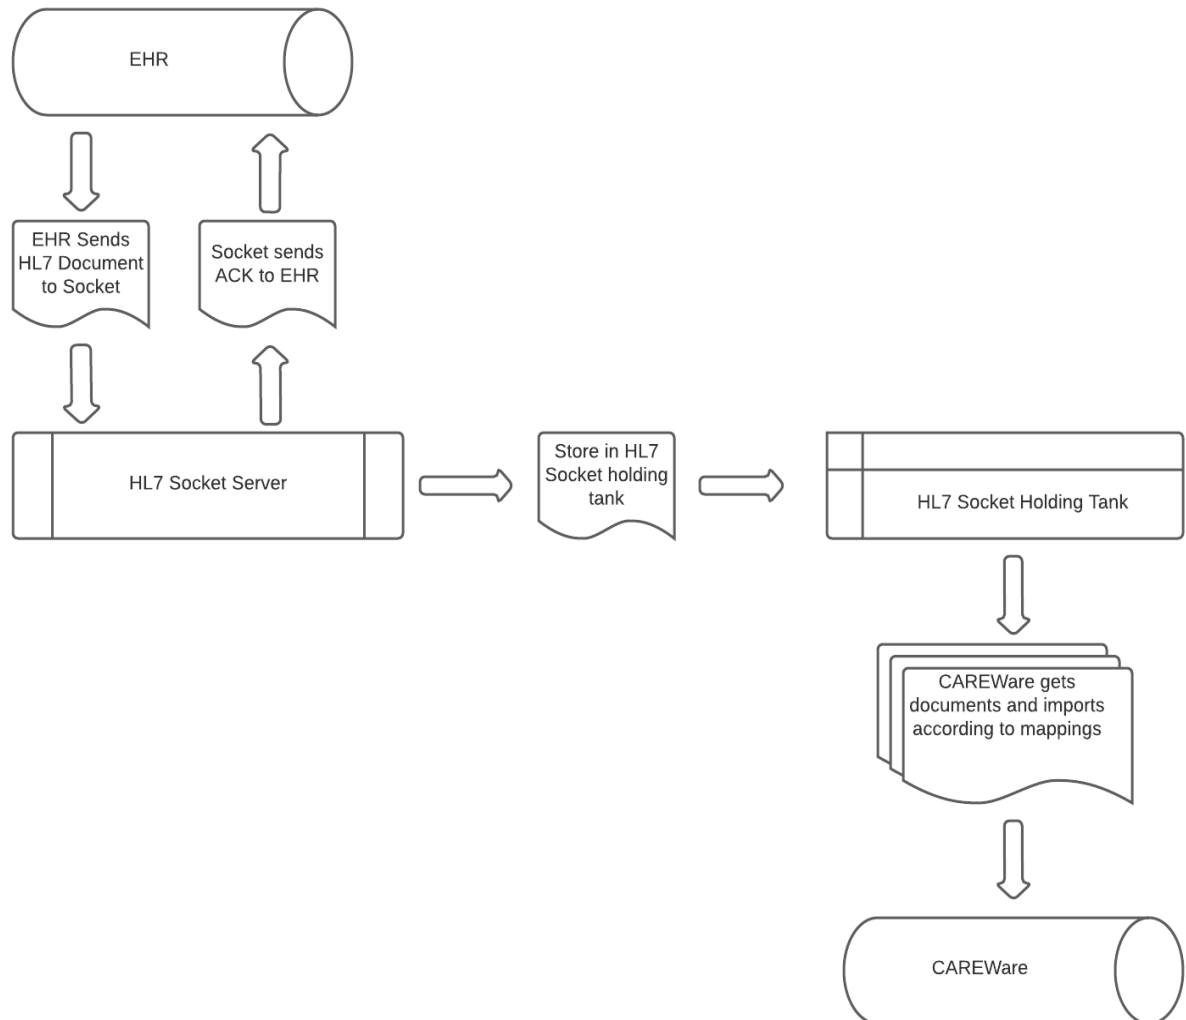 EHR
EHR Sends
HL7 Document
to Socket
Socket sends
ACK to EHR
HL7 Socket Server
Store in HL7
Socket holding
tank
HL7 Socket Holding Tank
CAREWare gets
documents and imports
according to mappings
CAREWare